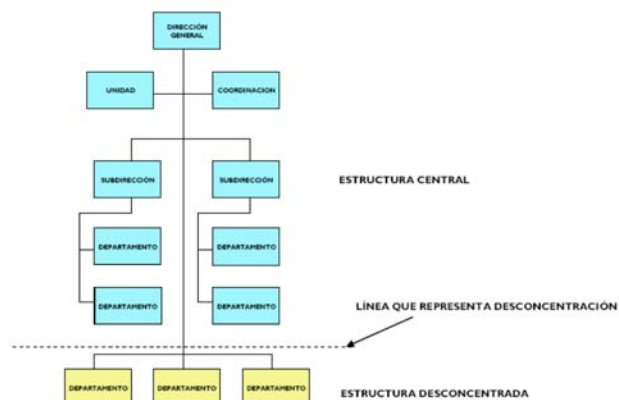 DIRECCIÓN
GENERAL
UNIDAD
COORDINACION
SUBDIRECCIÓN
SUBDIRECCIÓN
ESTRUCTURA CENTRAL
DEPARTAMENTO
DEPARTAMENTO
DEPARTAMENTO
DEPARTAMENTO
LÍNEA QUE REPRESENTA DESCONCENTRACIÓN
DEPARTAMENTO
DEPARTAMENTO
DEPARTAMENTO
ESTRUCTURA DESCONCENTRADA